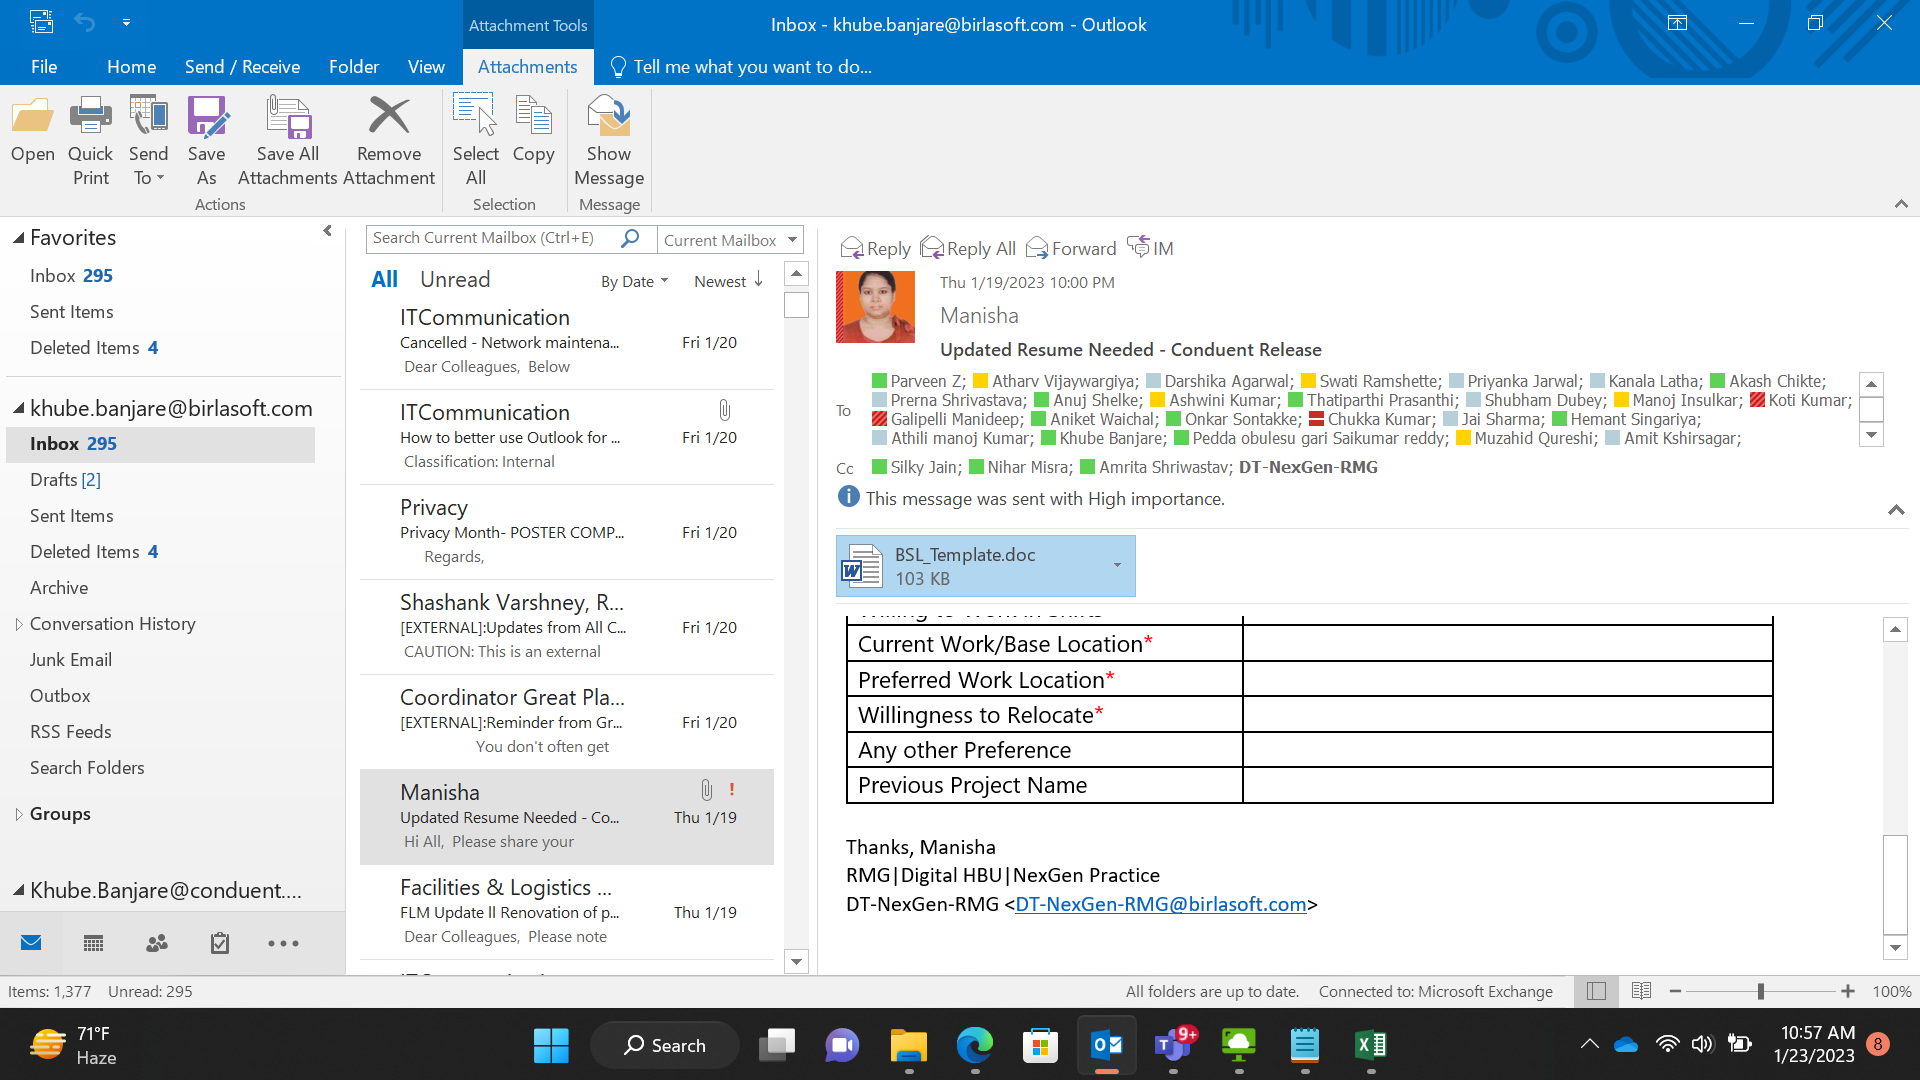 Attachment Tools
Inbox - khube.banjare@birlasoft.com - Outlook
File
Home
Send / Receive
Folder
View
Attachments
Tell me what you want to do...
Open
Quick Print
Send To
Save As
Save All Attachments
Remove Attachment
Select All
Copy
Show Message
Actions
Selection
Message
Favorites
Inbox 295
Sent Items
Deleted Items 4
khube.banjare@birlasoft.com
Inbox 295
Drafts [2]
Sent Items
Deleted Items 4
Archive
Conversation History
Junk Email
Outbox
RSS Feeds
Search Folders
Groups
Khube.Banjare@conduent....
Search Current Mailbox (Ctrl+E)
Current Mailbox
All Unread By Date Newest
ITCommunication
Cancelled - Network maintena... Fri 1/20
Dear Colleagues, Below
ITCommunication
How to better use Outlook for ... Fri 1/20
Classification: Internal
Privacy
Privacy Month- POSTER COMP... Fri 1/20
Regards,
Shashank Varshney, R...
[EXTERNAL]:Updates from All C... Fri 1/20
CAUTION: This is an external
Coordinator Great Pla...
[EXTERNAL]:Reminder from Gr... Fri 1/20
You don't often get
Manisha !
Updated Resume Needed - Co... Thu 1/19
Hi All, Please share your
Facilities & Logistics ...
FLM Update ll Renovation of p... Thu 1/19
Dear Colleagues, Please note
Reply Reply All Forward IM
Thu 1/19/2023 10:00 PM
Manisha
Updated Resume Needed - Conduent Release
To
Parveen Z; Atharv Vijaywargiya; Darshika Agarwal; Swati Ramshette; Priyanka Jarwal; Kanala Latha; Akash Chikte;
Prerna Shrivastava; Anuj Shelke; Ashwini Kumar; Thatiparthi Prasanthi; Shubham Dubey; Manoj Insulkar; Koti Kumar;
Galipelli Manideep; Aniket Waichal; Onkar Sontakke; Chukka Kumar; Jai Sharma; Hemant Singariya;
Athili manoj Kumar; Khube Banjare; Pedda obulesu gari Saikumar reddy; Muzahid Qureshi; Amit Kshirsagar;
Cc Silky Jain; Nihar Misra; Amrita Shriwastav; DT-NexGen-RMG
This message was sent with High importance.
BSL_Template.doc
103 KB
Current Work/Base Location*
Preferred Work Location*
Willingness to Relocate*
Any other Preference
Previous Project Name
Thanks, Manisha
RMG|Digital HBU|NexGen Practice
DT-NexGen-RMG <DT-NexGen-RMG@birlasoft.com>
Items: 1,377 Unread: 295
All folders are up to date. Connected to: Microsoft Exchange
100%
71°F
Haze
Search
9+
10:57 AM
1/23/2023
8